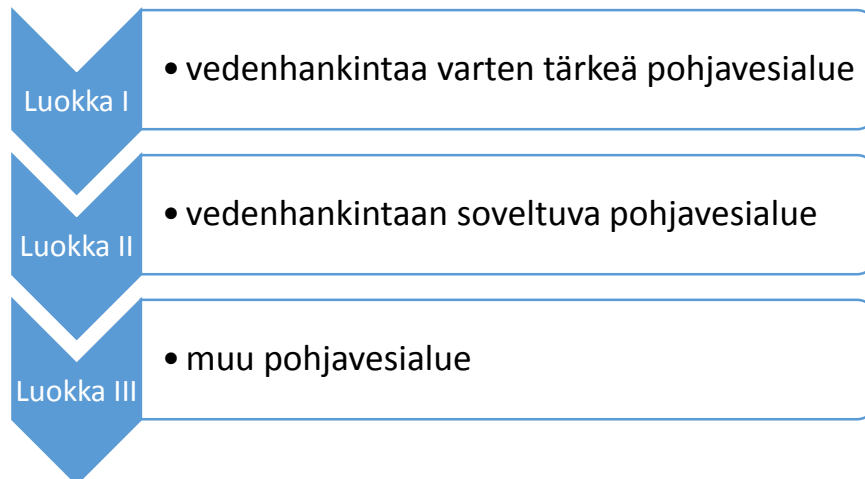 Luokka I
• vedenhankintaa varten tärkeä pohjavesialue
Luokka II
• vedenhankintaan soveltuva pohjavesialue
Luokka III
• muu pohjavesialue